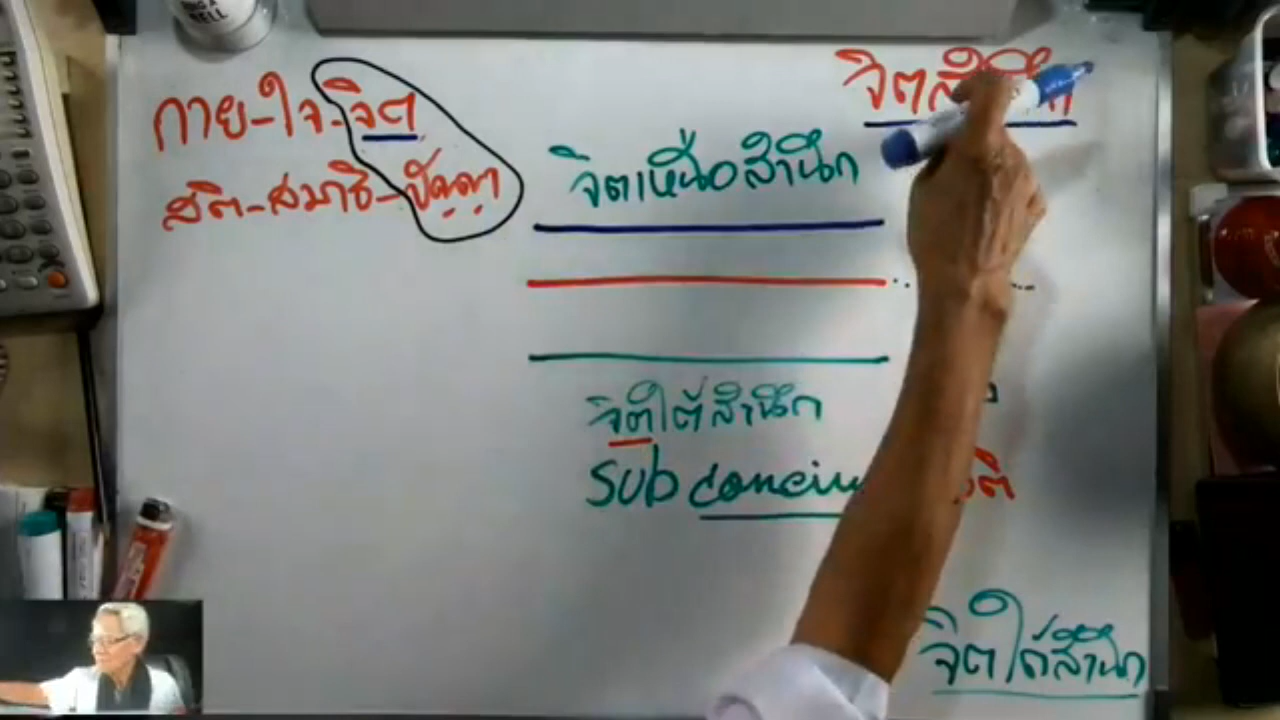 กาย-ใจ-จิต
สติ-สมาธิ-ปัญญา
จิตเหนือสำนึก
จิตใต้สำนึก
Sub
จิตใต้สำนึก